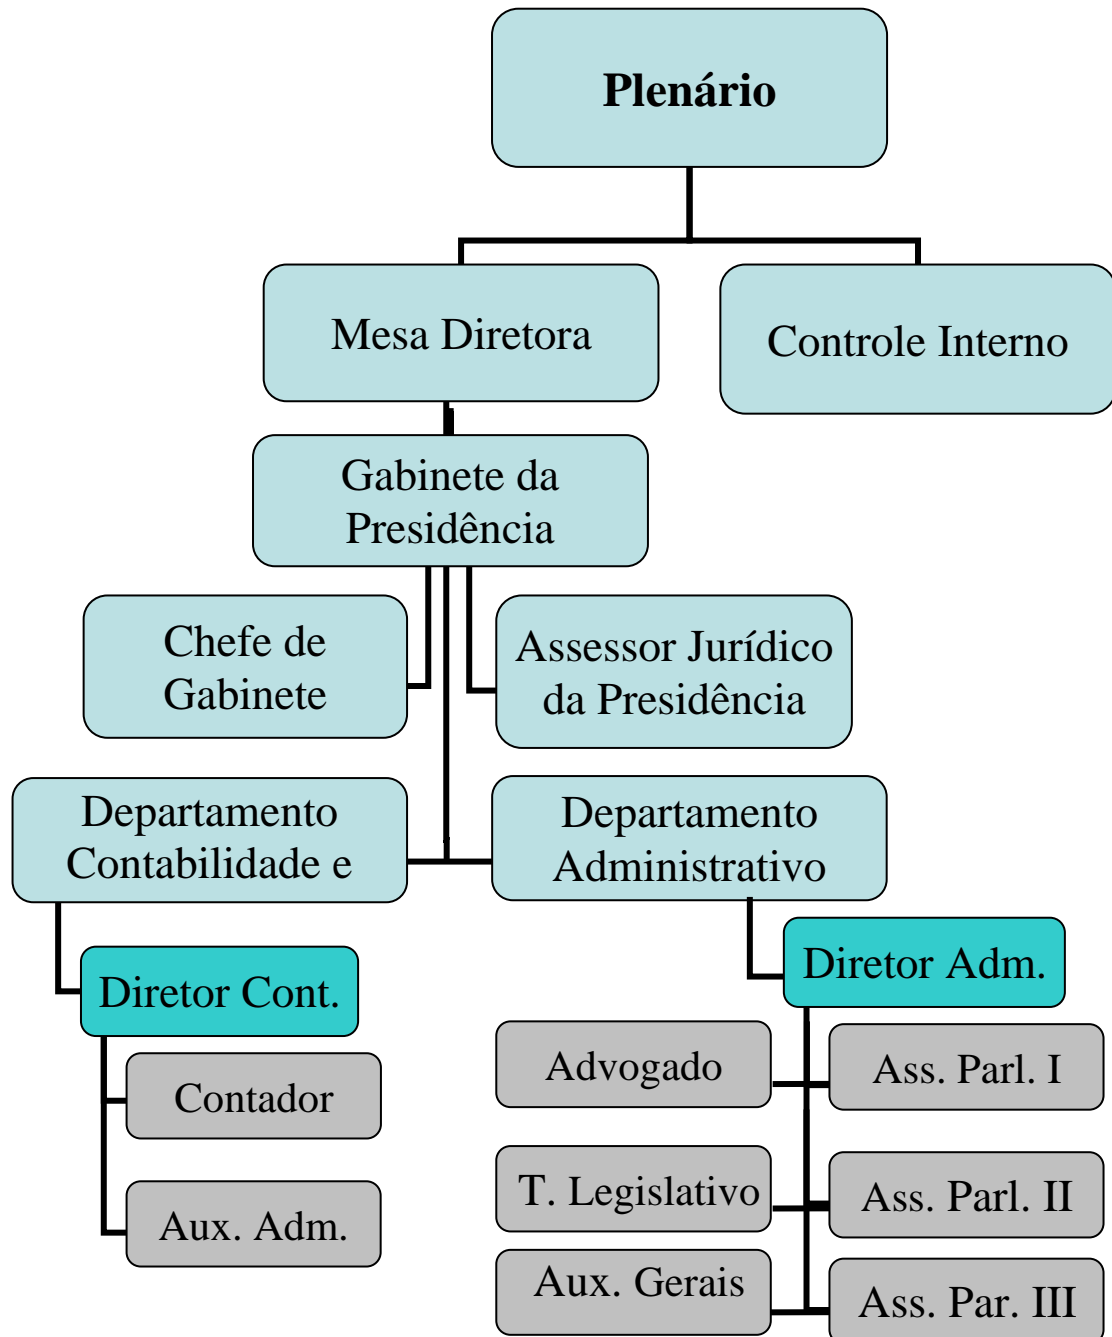 Plenário
Mesa Diretora
Controle Interno
Gabinete da
Presidência
Chefe de
Gabinete
Assessor Jurídico
da Presidência
Departamento
Contabilidade e
Departamento
Administrativo
Diretor Cont.
Diretor Adm.
Contador
Aux. Adm.
Advogado
Ass. Parl. I
T. Legislativo
Ass. Parl. II
Aux. Gerais
Ass. Par. III